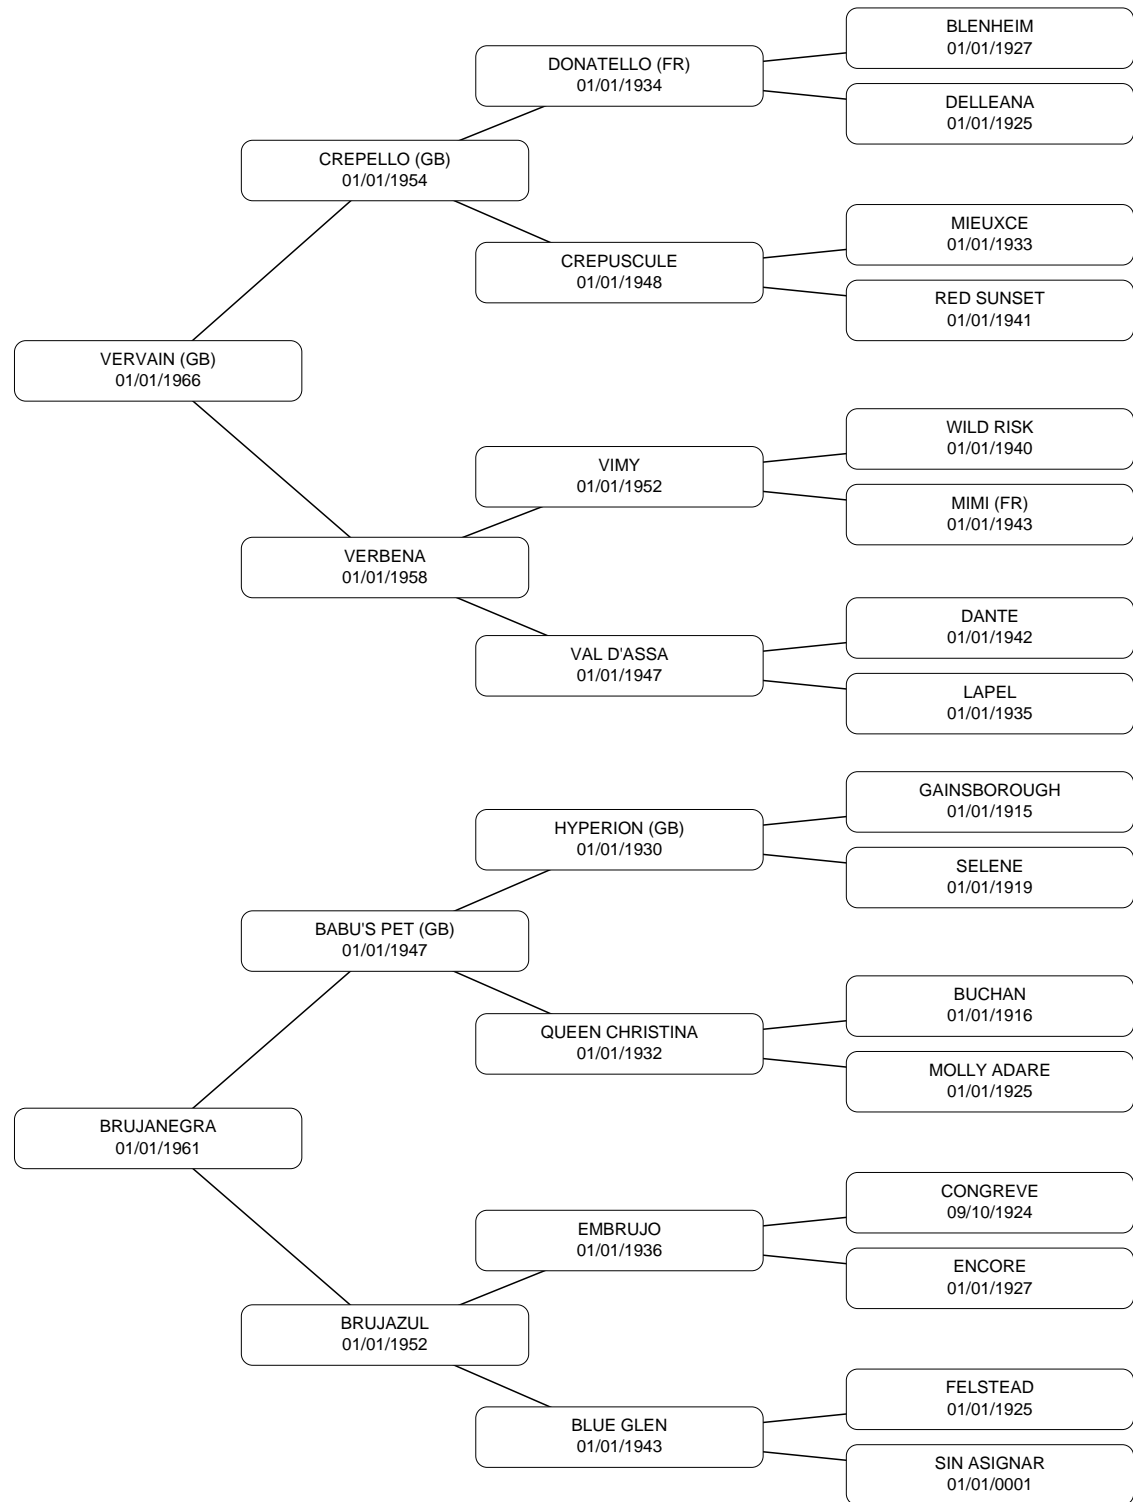 BLENHEIM
01/01/1927
DONATELLO (FR)
01/01/1934
DELLEANA
01/01/1925
CREPELLO (GB)
01/01/1954
MIEUXCE
01/01/1933
CREPUSCULE
01/01/1948
RED SUNSET
01/01/1941
VERVAIN (GB)
01/01/1966
WILD RISK
01/01/1940
VIMY
01/01/1952
MIMI (FR)
01/01/1943
VERBENA
01/01/1958
DANTE
01/01/1942
VAL D'ASSA
01/01/1947
LAPEL
01/01/1935
GAINSBOROUGH
01/01/1915
HYPERION (GB)
01/01/1930
SELENE
01/01/1919
BABU'S PET (GB)
01/01/1947
BUCHAN
01/01/1916
QUEEN CHRISTINA
01/01/1932
MOLLY ADARE
01/01/1925
BRUJANEGRA
01/01/1961
CONGREVE
09/10/1924
EMBRUJO
01/01/1936
ENCORE
01/01/1927
BRUJAZUL
01/01/1952
FELSTEAD
01/01/1925
BLUE GLEN
01/01/1943
SIN ASIGNAR
01/01/0001